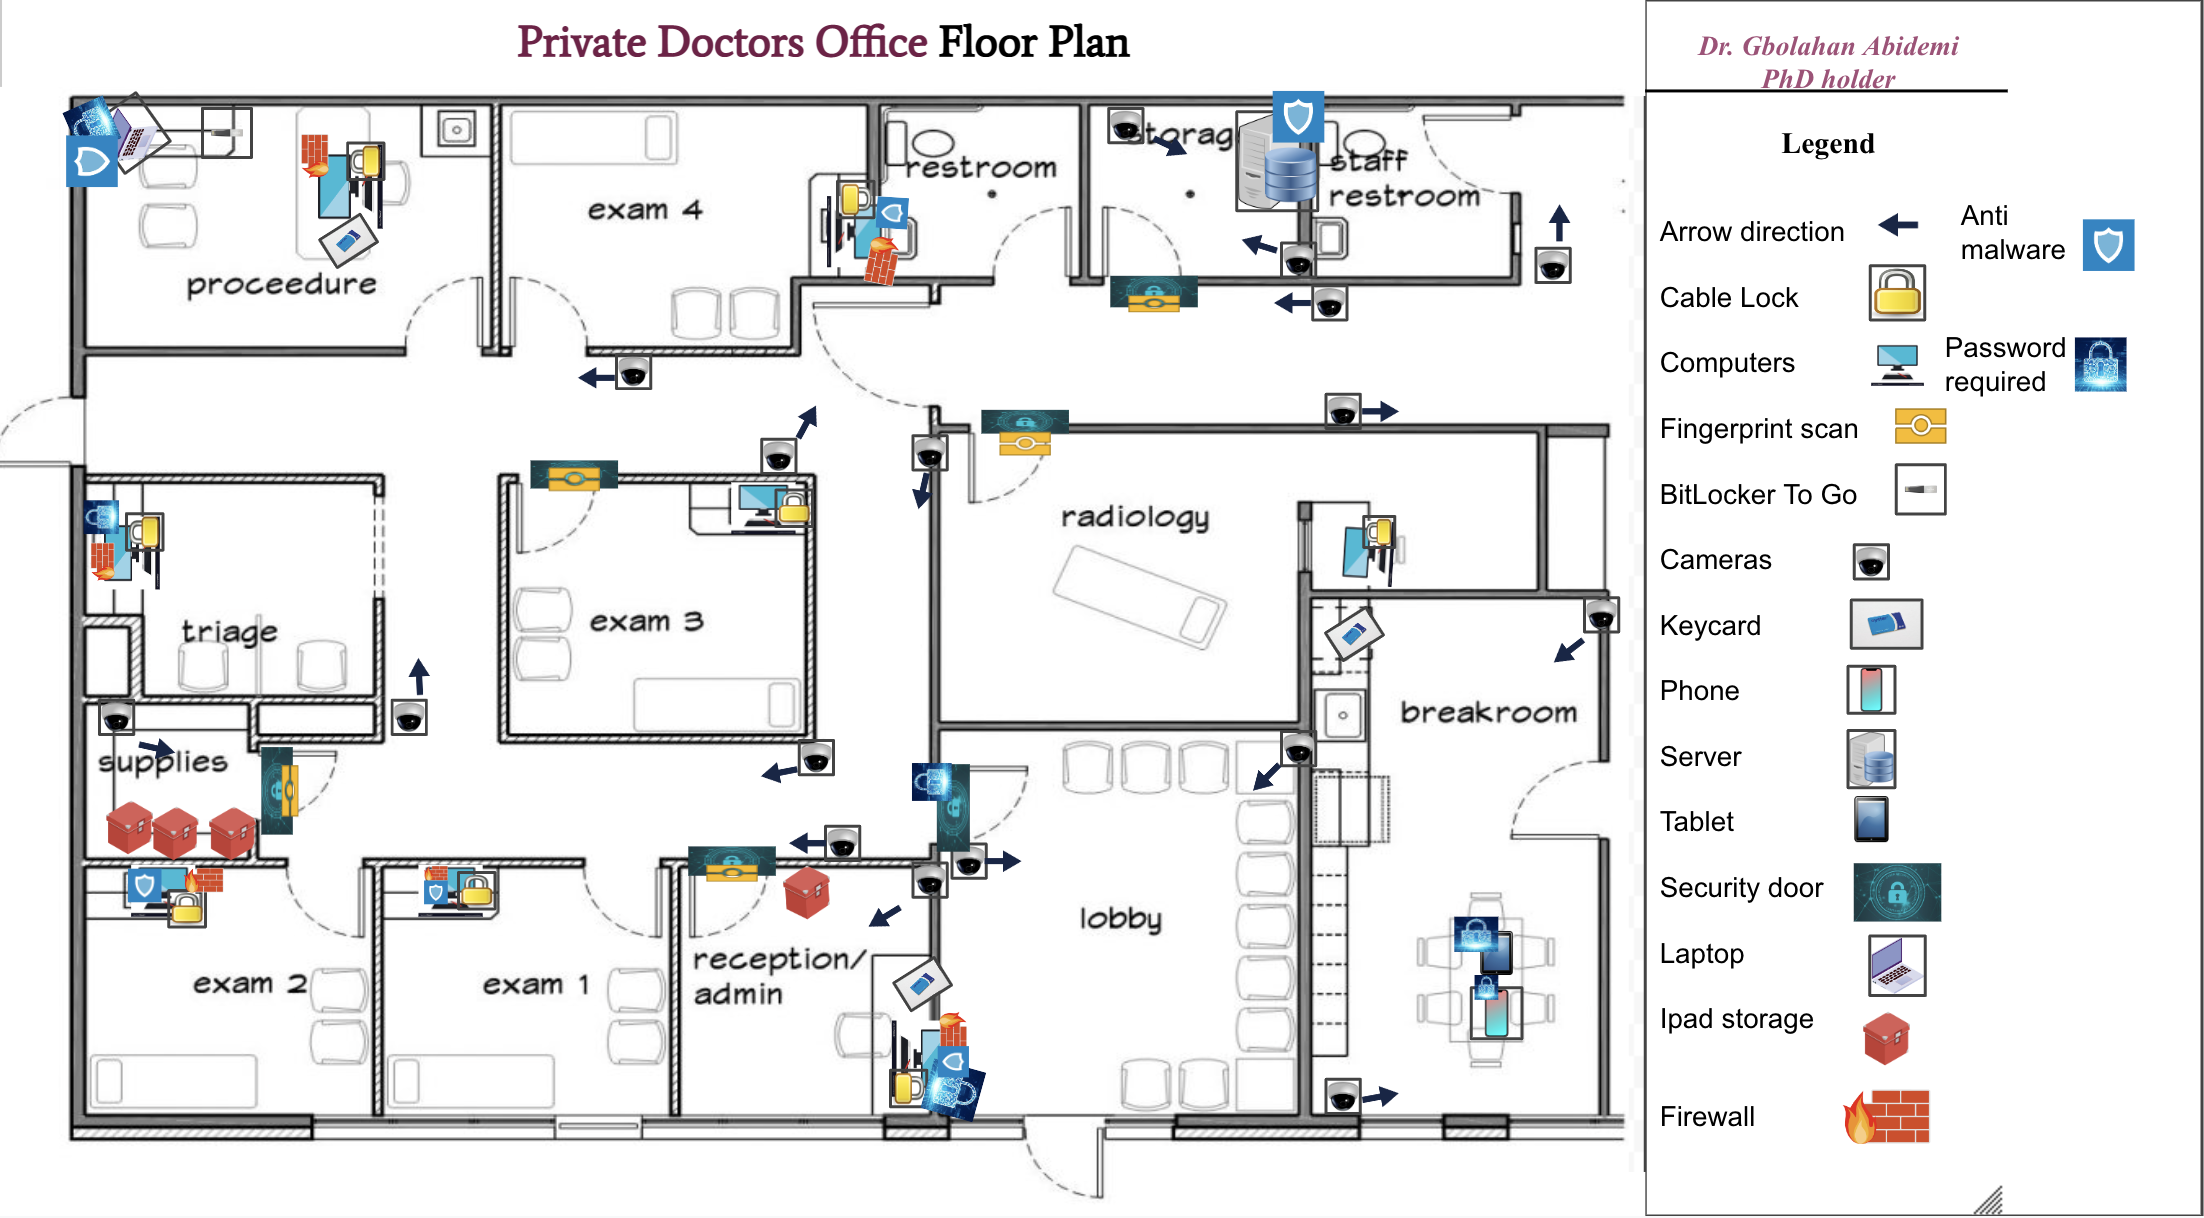 Private Doctors Office Floor Plan
Dr. Gbolahan Abidemi
PhD holder
Legend
Arrow direction
Anti
malware
Cable Lock
Computers
Password
required
Fingerprint scan
BitLocker To Go
Cameras
Keycard
Phone
Server
Tablet
Security door
Laptop
Ipad storage
Firewall
proceedure
exam 4
restroom
storag
staff
restroom
triage
exam 3
radiology
breakroom
supplies
exam 2
exam 1
reception/
admin
lobby